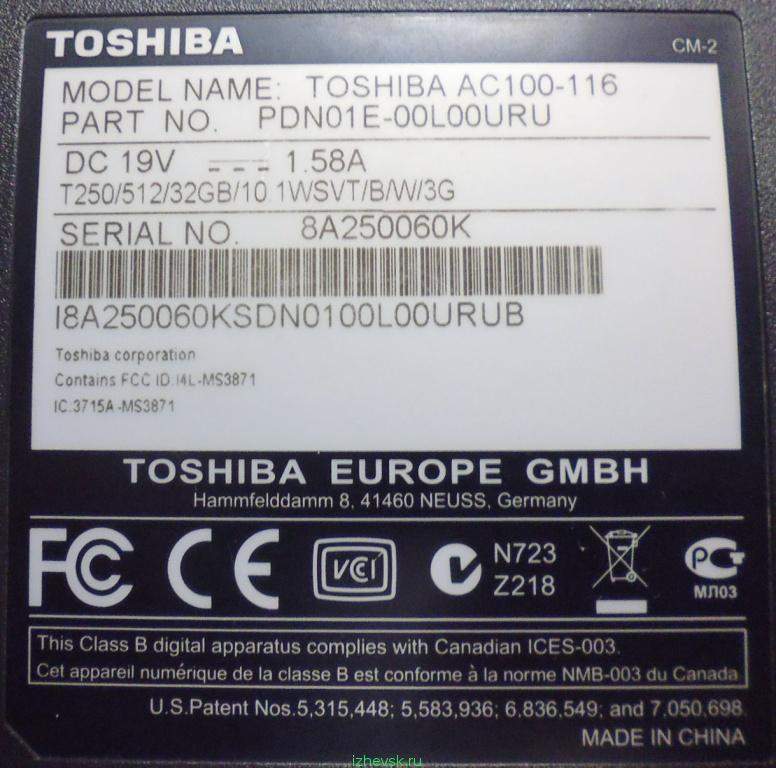 TOSHIBA
CM-2
MODEL NAME: TOSHIBA AC100-116
PART NO. PDN01E-00L00URU
DC 19V 1.58A
T250/512/32GB/10.1WSVT/B/W/3G
SERIAL NO. 8A250060K
I8A250060KSDN0100L00URUB
Toshiba corporation
Contains FCC ID:I4L-MS3871
IC:3715A-MS3871
TOSHIBA EUROPE GMBH
Hammfelddamm 8, 41460 NEUSS, Germany
FCC CE VCI N723
Z218
РСТ
МЛ03
This Class B digital apparatus complies with Canadian ICES-003.
Cet appareil numérique de la classe B est conforme à la norme NMB-003 du Canada
U.S.Patent Nos.5,315,448; 5,583,936; 6,836,549; and 7,050,698.
MADE IN CHINA
izhevsk.ru